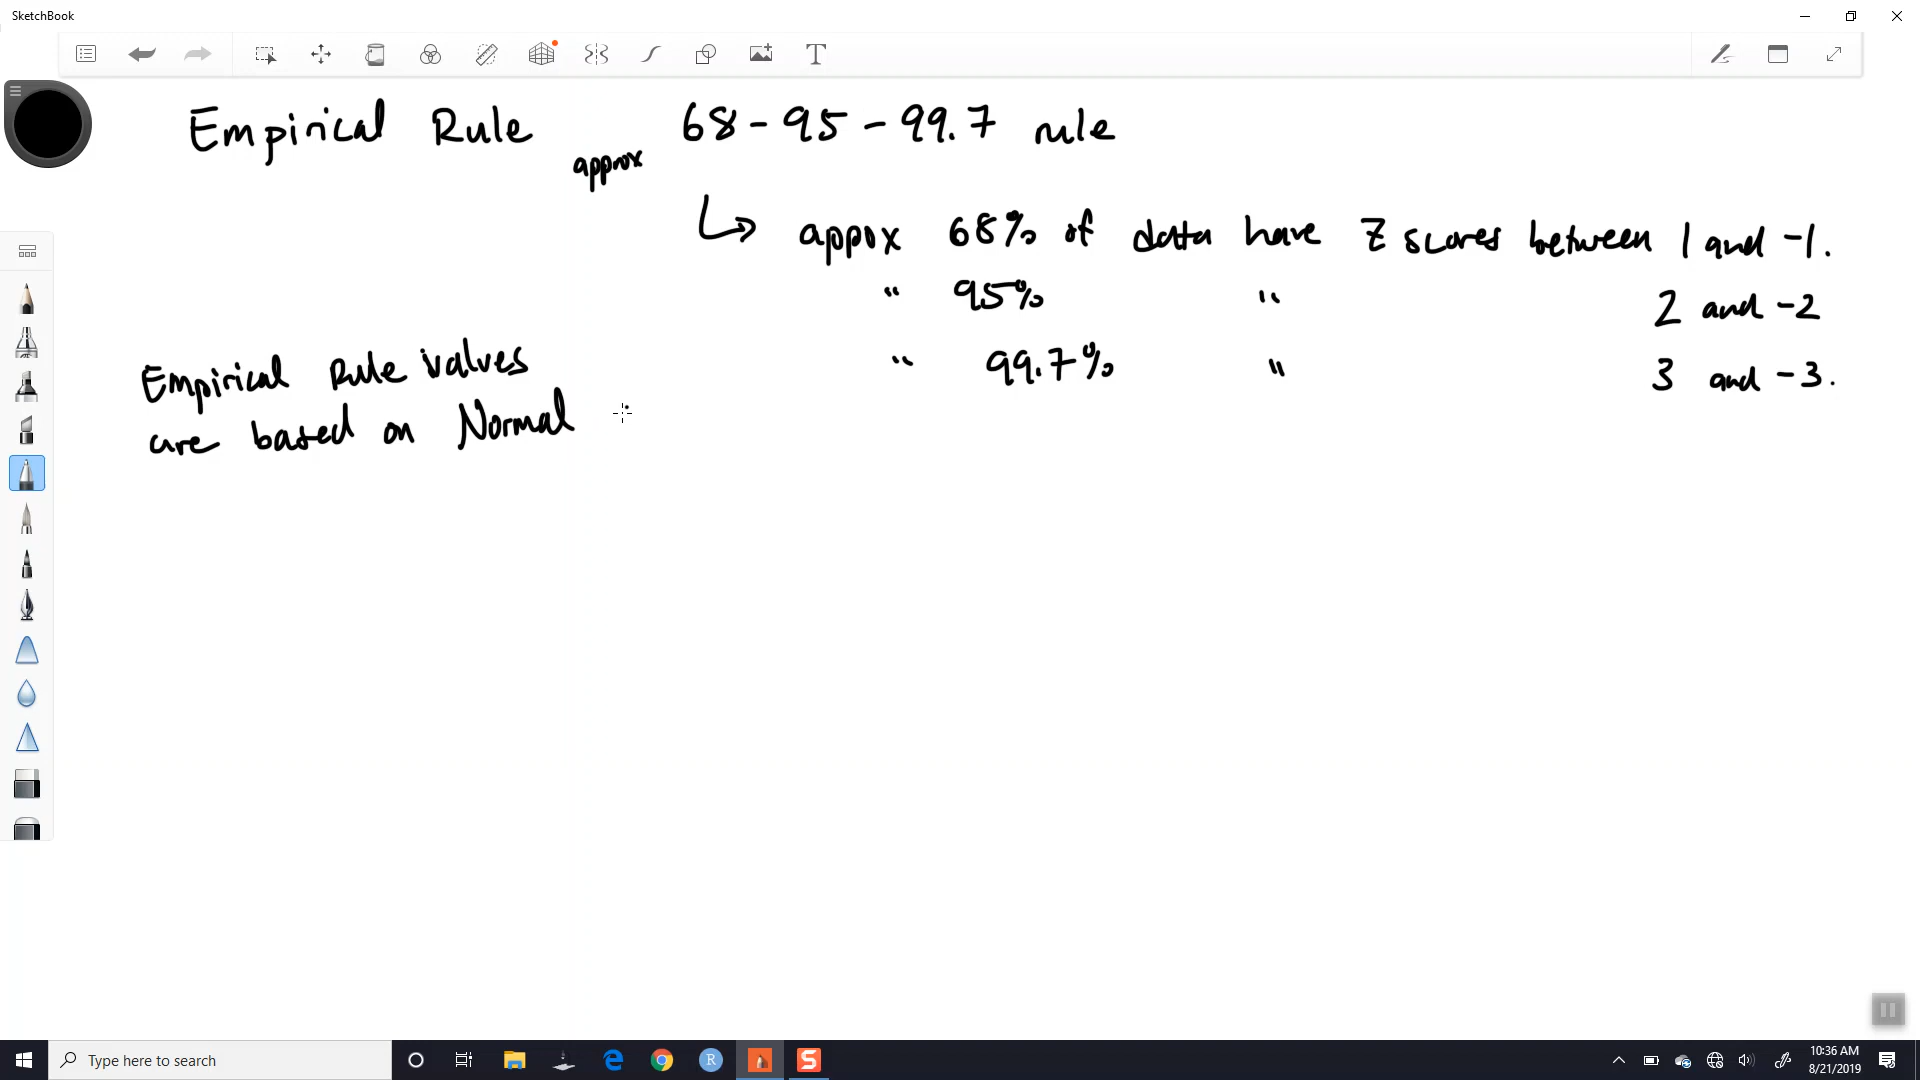 SketchBook
Empirical Rule 68-95-99.7 rule
approx
appox 68% of data have Z scores between 1 and -1.
" 95% " 2 and -2
" 99.7% " 3 and -3.
Empirical Rule values
are based on Normal
Type here to search
10:36 AM
8/21/2019